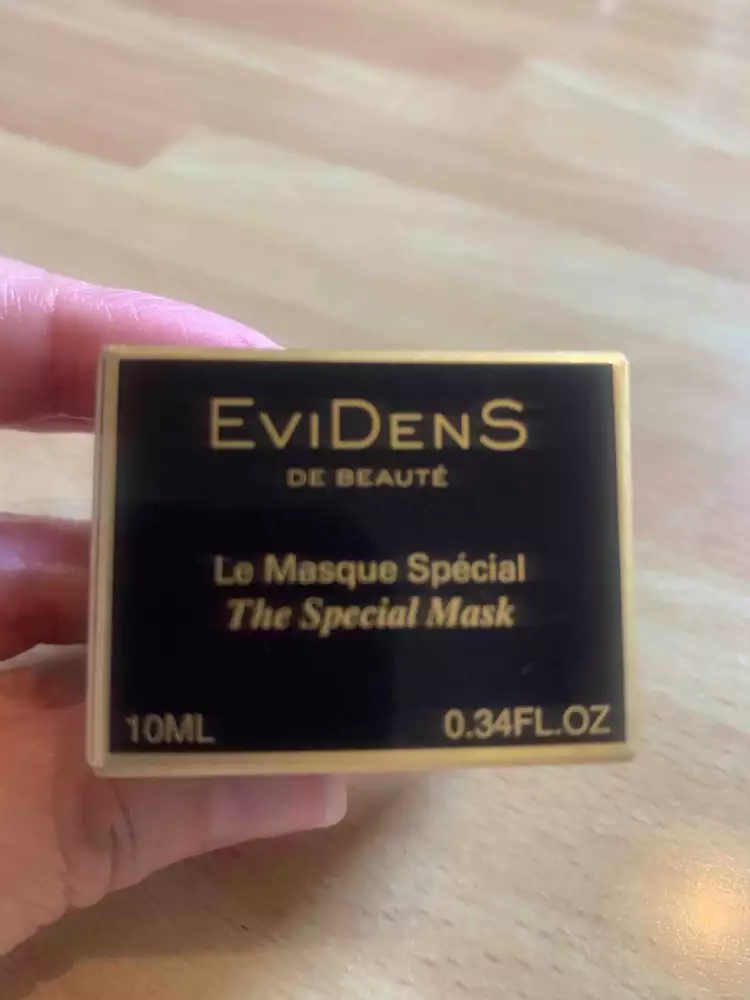 EviDenS
DE BEAUTÉ
Le Masque Spécial
The Special Mask
10ML 0.34FL.OZ